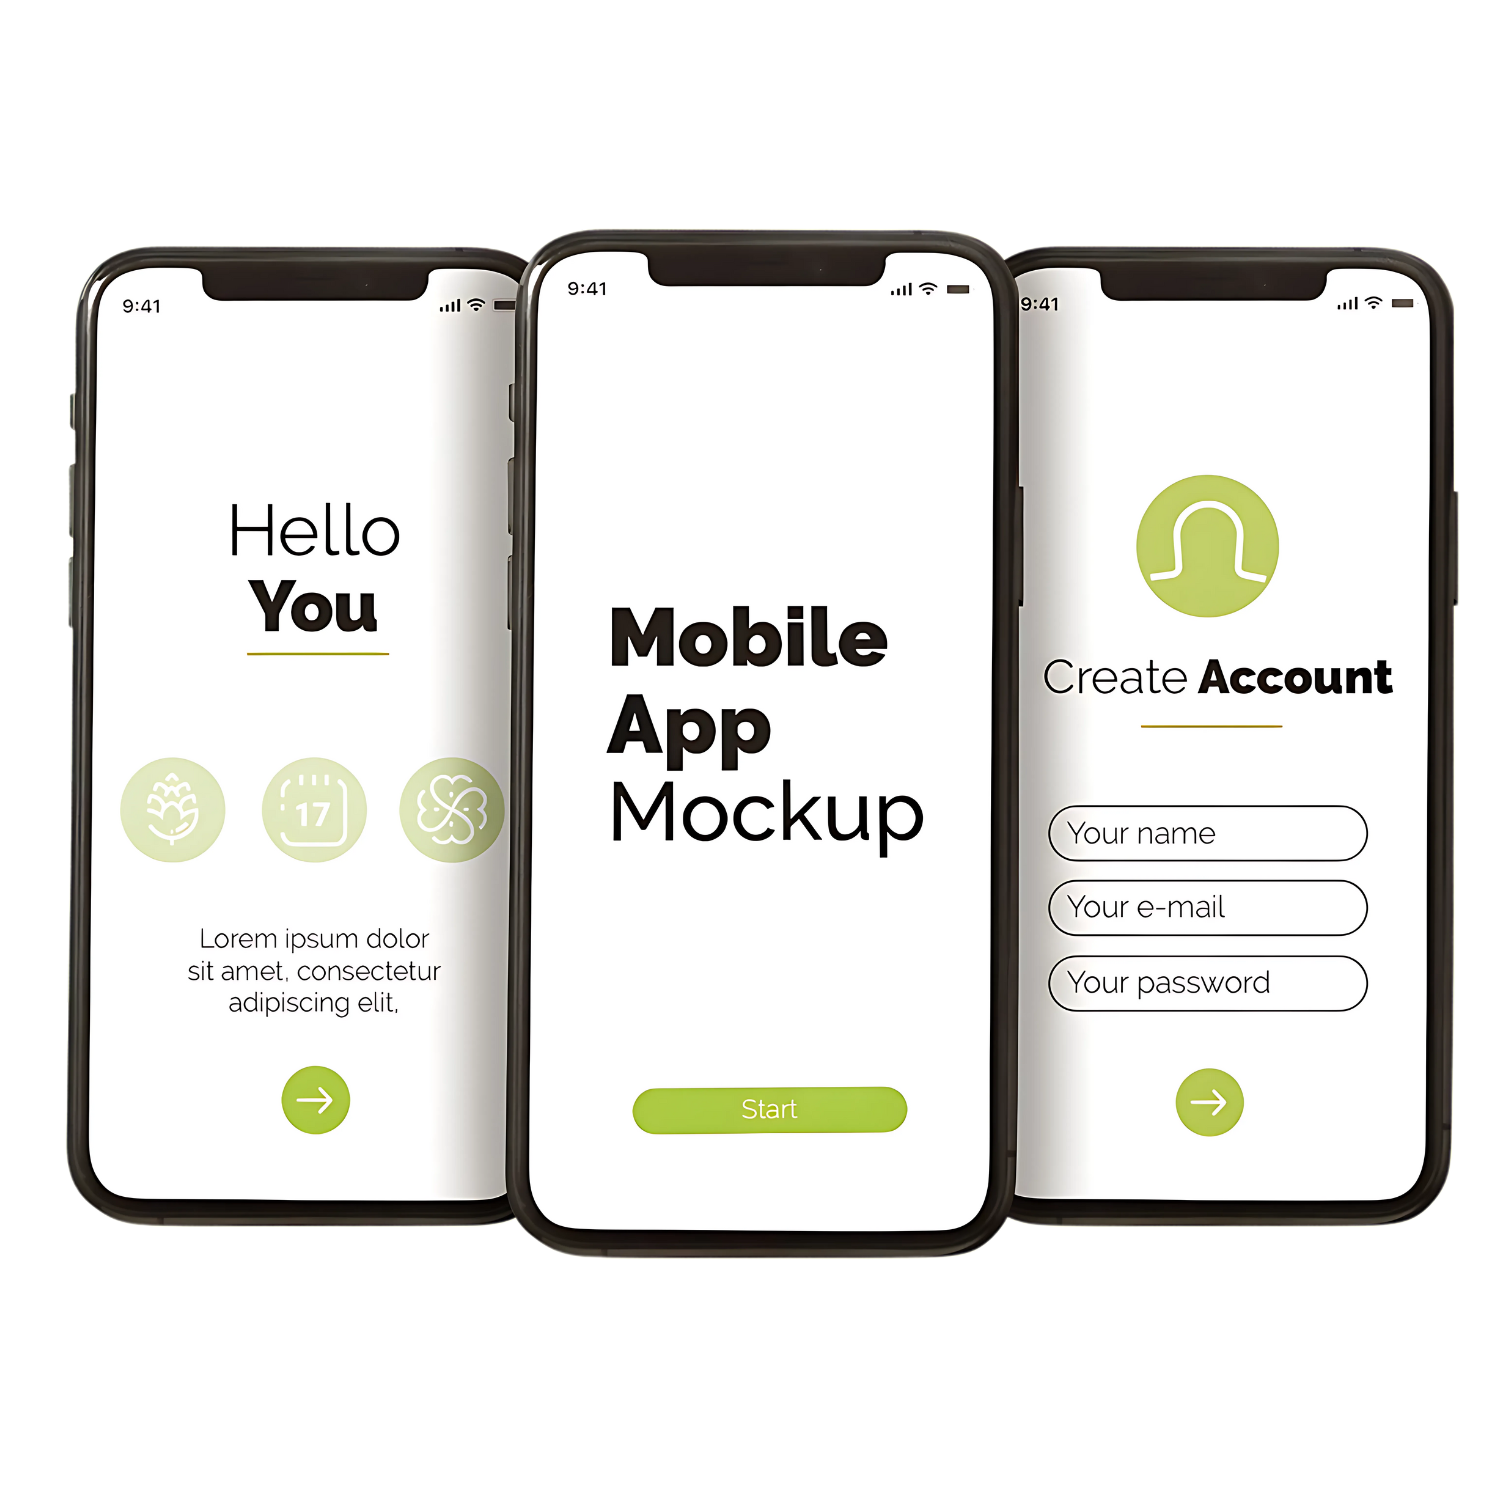 9:41
Hello
You
17
Lorem ipsum dolor
sit amet, consectetur
adipiscing elit,
9:41
Mobile
App
Mockup
Start
9:41
Create Account
Your name
Your e-mail
Your password